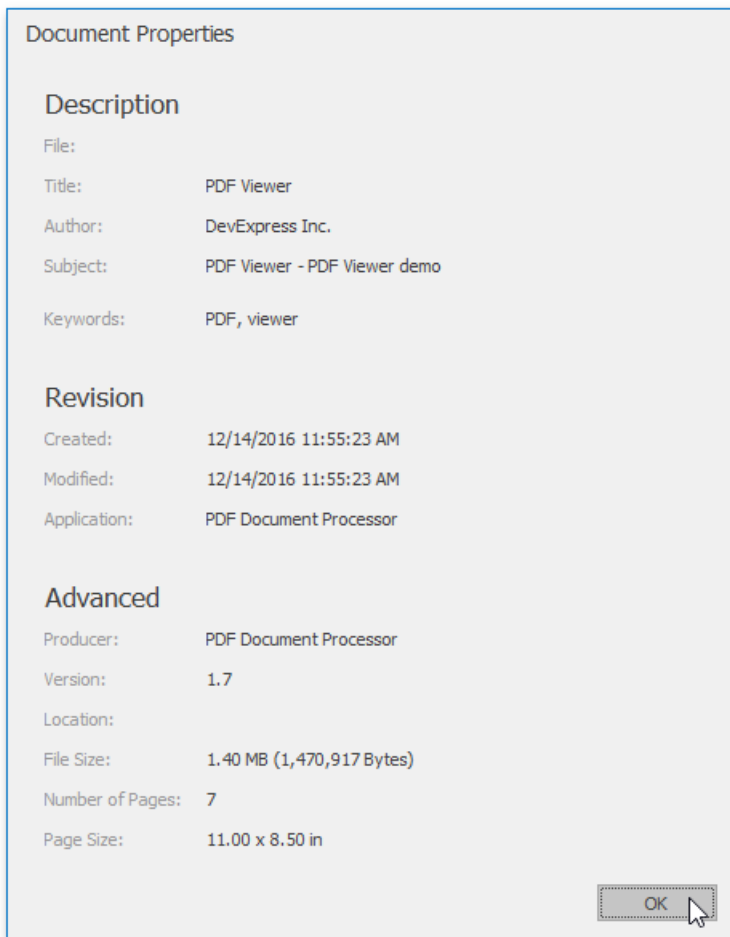 Document Properties
Description
File:
Title: PDF Viewer
Author: DevExpress Inc.
Subject: PDF Viewer - PDF Viewer demo
Keywords: PDF, viewer
Revision
Created: 12/14/2016 11:55:23 AM
Modified: 12/14/2016 11:55:23 AM
Application: PDF Document Processor
Advanced
Producer: PDF Document Processor
Version: 1.7
Location:
File Size: 1.40 MB (1,470,917 Bytes)
Number of Pages: 7
Page Size: 11.00 x 8.50 in
OK